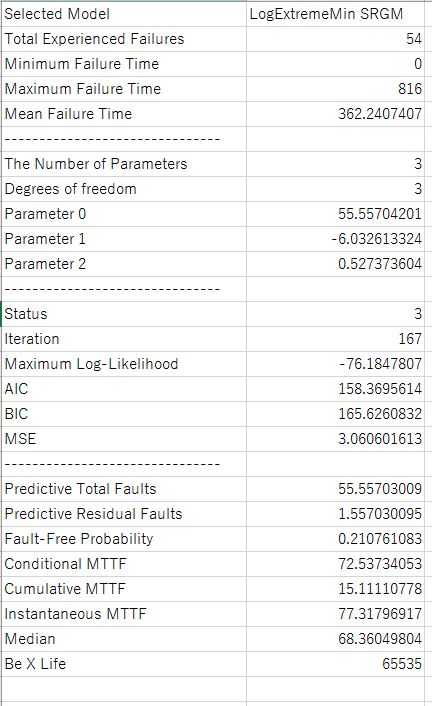 Selected Model LogExtremeMin SRGM
Total Experienced Failures 54
Minimum Failure Time 0
Maximum Failure Time 816
Mean Failure Time 362.2407407
-------------------------------
The Number of Parameters 3
Degrees of freedom 3
Parameter 0 55.55704201
Parameter 1 -6.032613324
Parameter 2 0.527373604
-------------------------------
Status 3
Iteration 167
Maximum Log-Likelihood -76.1847807
AIC 158.3695614
BIC 165.6260832
MSE 3.060601613
-------------------------------
Predictive Total Faults 55.55703009
Predictive Residual Faults 1.557030095
Fault-Free Probability 0.210761083
Conditional MTTF 72.53734053
Cumulative MTTF 15.11110778
Instantaneous MTTF 77.31796917
Median 68.36049804
Be X Life 65535